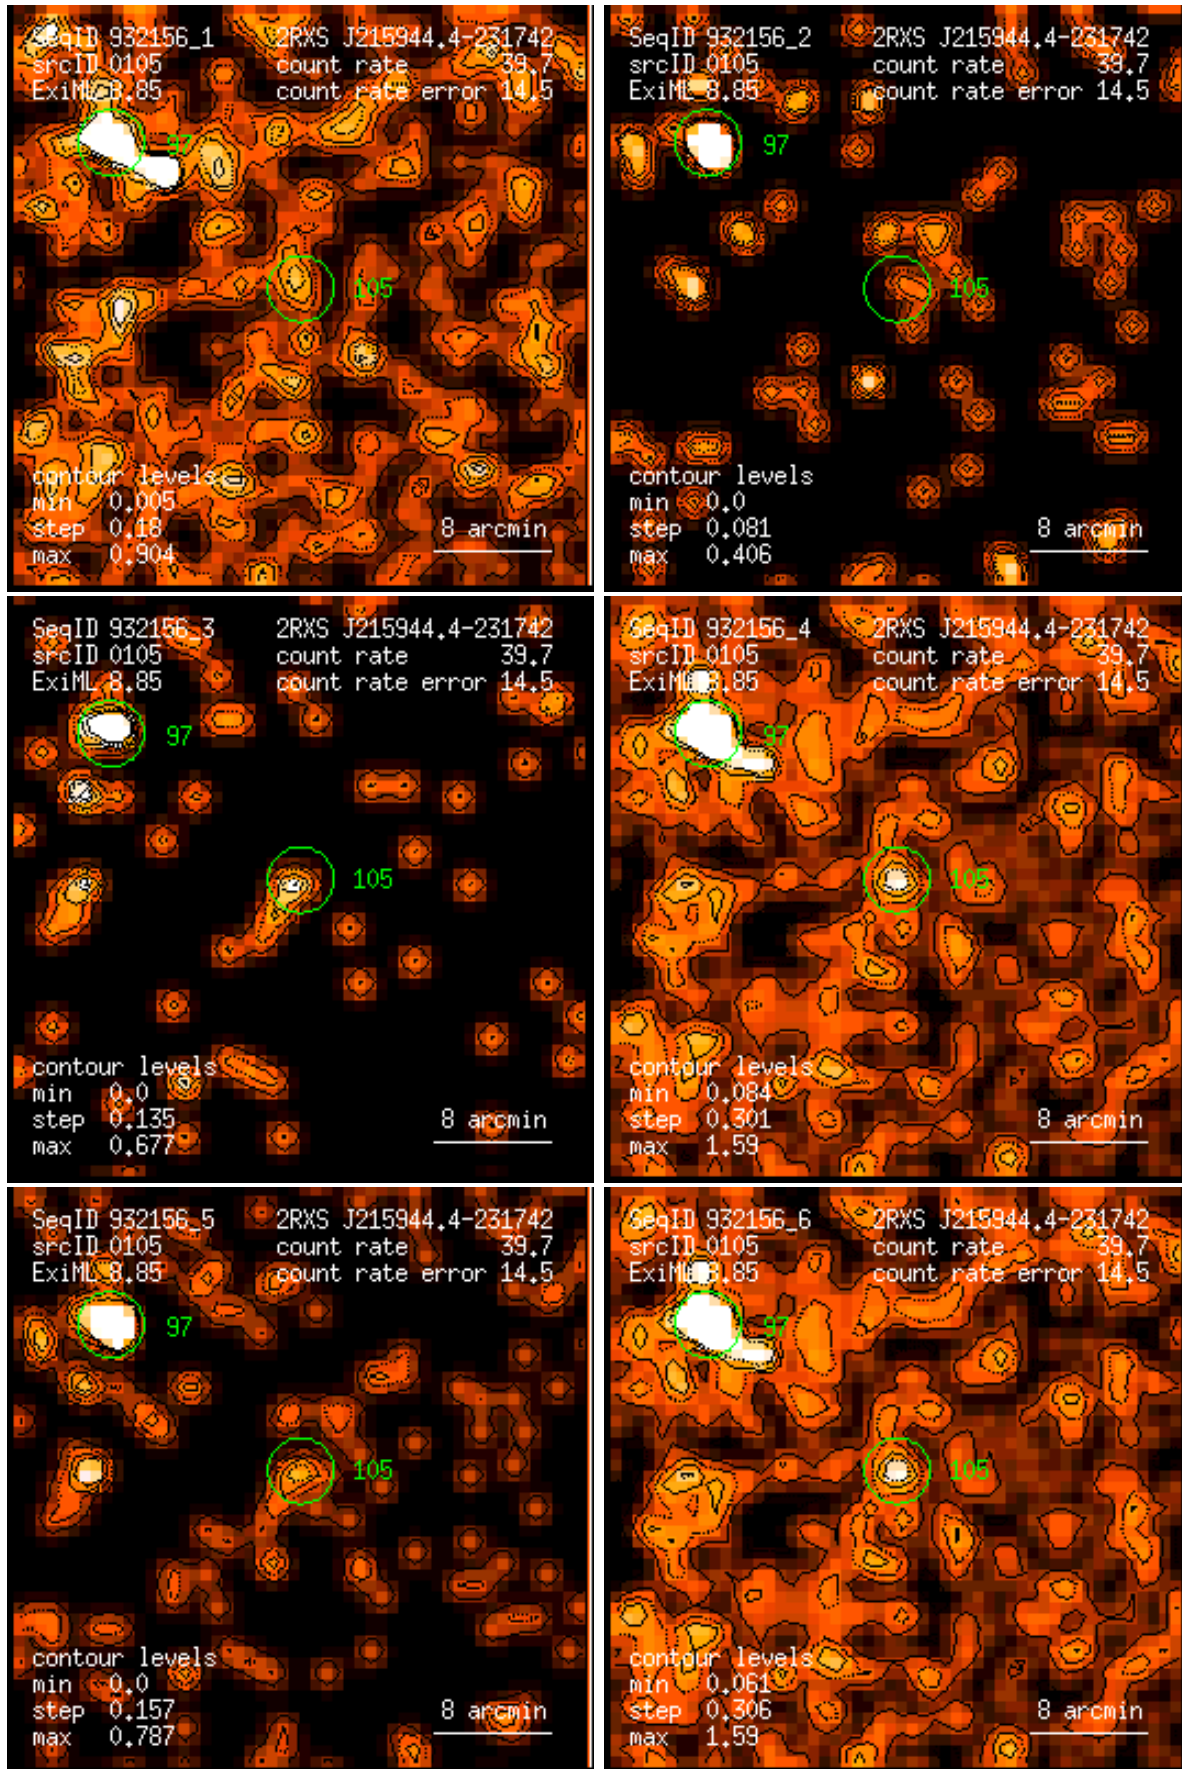 SeqID 932156_1 2RXS J215944.4-231742
srcID 0105 count rate 39.7
ExiML 8.85 count rate error 14.5
97
105
contour levels
min 0.005
step 0.18 8 arcmin
max 0.904
SeqID 932156_2 2RXS J215944.4-231742
srcID 0105 count rate 39.7
ExiML 8.85 count rate error 14.5
97
105
contour levels
min 0.0
step 0.081 8 arcmin
max 0.406
SeqID 932156_3 2RXS J215944.4-231742
srcID 0105 count rate 39.7
ExiML 8.85 count rate error 14.5
97
105
contour levels
min 0.0
step 0.135 8 arcmin
max 0.677
SeqID 932156_4 2RXS J215944.4-231742
srcID 0105 count rate 39.7
ExiML 8.85 count rate error 14.5
97
105
contour levels
min 0.084
step 0.301 8 arcmin
max 1.59
SeqID 932156_5 2RXS J215944.4-231742
srcID 0105 count rate 39.7
ExiML 8.85 count rate error 14.5
97
105
contour levels
min 0.0
step 0.157 8 arcmin
max 0.787
SeqID 932156_6 2RXS J215944.4-231742
srcID 0105 count rate 39.7
ExiML 8.85 count rate error 14.5
97
105
contour levels
min 0.061
step 0.306 8 arcmin
max 1.59